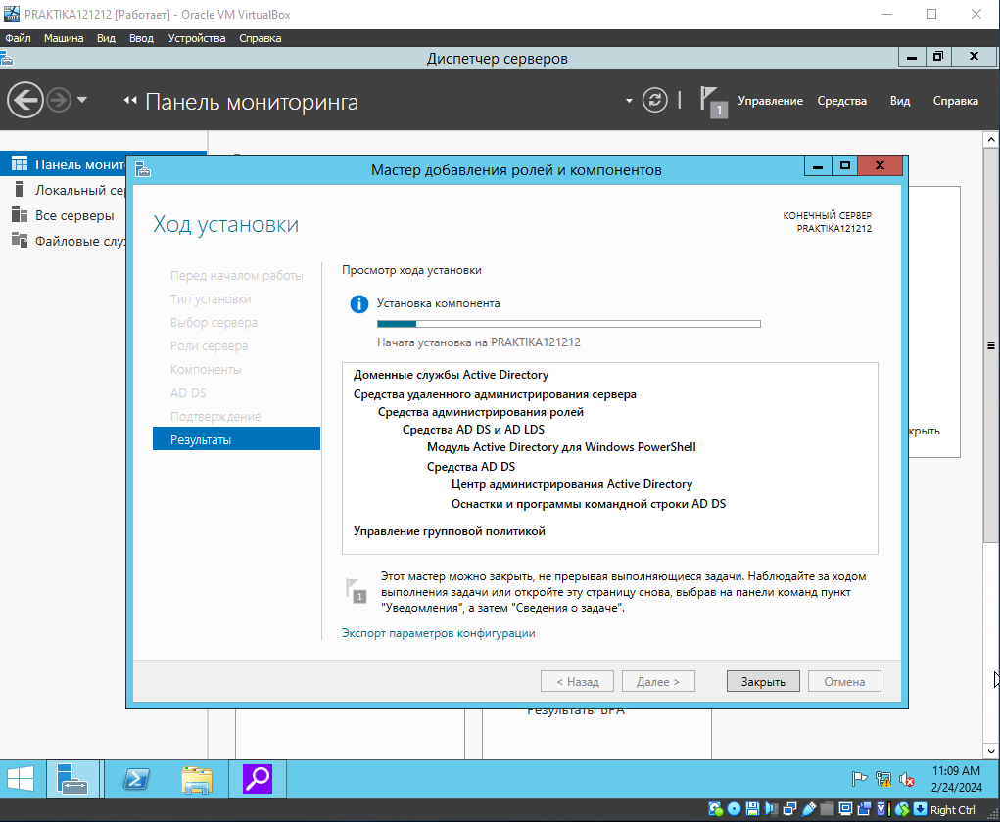 PRAKTIKA121212 [Работает] - Oracle VM VirtualBox
Файл Машина Вид Ввод Устройства Справка
Диспетчер серверов
Панель мониторинга
1
Управление Средства Вид Справка
Панель монит
Локальный сер
Все серверы
Файловые служ
Мастер добавления ролей и компонентов
Ход установки
КОНЕЧНЫЙ СЕРВЕР
PRAKTIKA121212
Перед началом работы
Тип установки
Выбор сервера
Роли сервера
Компоненты
AD DS
Подтверждение
Результаты
Просмотр хода установки
Установка компонента
Начата установка на PRAKTIKA121212
Доменные службы Active Directory
Средства удаленного администрирования сервера
Средства администрирования ролей
Средства AD DS и AD LDS
Модуль Active Directory для Windows PowerShell
Средства AD DS
Центр администрирования Active Directory
Оснастки и программы командной строки AD DS
Управление групповой политикой
крыть
1
Этот мастер можно закрыть, не прерывая выполняющиеся задачи. Наблюдайте за ходом
выполнения задачи или откройте эту страницу снова, выбрав на панели команд пункт
"Уведомления", а затем "Сведения о задаче".
Экспорт параметров конфигурации
< Назад Далее > Закрыть Отмена
Результаты BPA
11:09 AM
2/24/2024
Right Ctrl